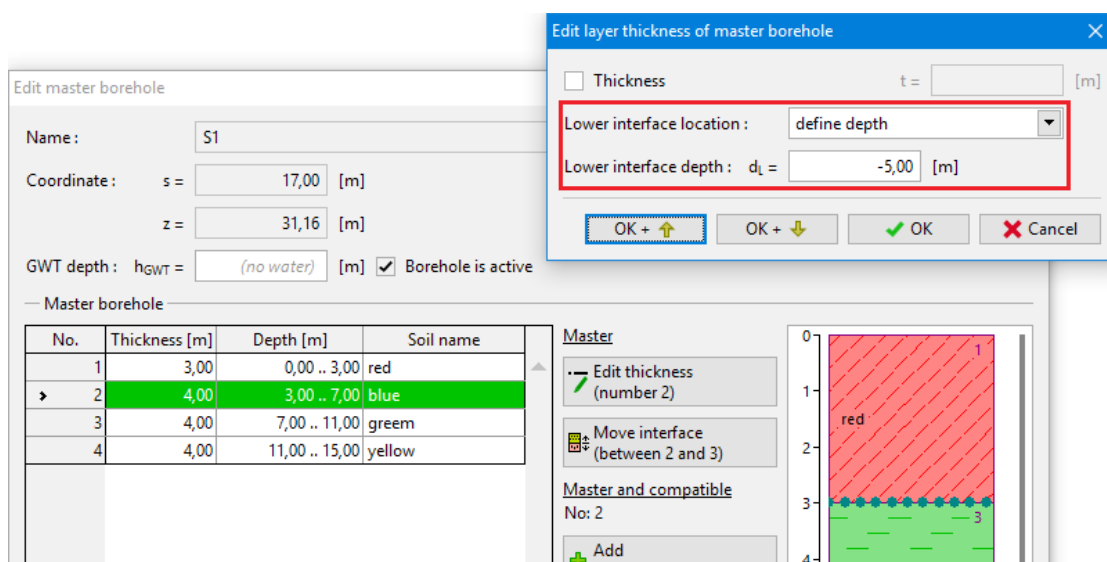 Edit layer thickness of master borehole
Thickness t = [m]
Lower interface location : define depth
Lower interface depth : dL = -5,00 [m]
OK + OK + OK Cancel
Edit master borehole
Name : S1
Coordinate : s = 17,00 [m]
z = 31,16 [m]
GWT depth : hGWT = (no water) [m] Borehole is active
Master borehole
No. Thickness [m] Depth [m] Soil name
1 3,00 0,00 .. 3,00 red
2 4,00 3,00 .. 7,00 blue
3 4,00 7,00 .. 11,00 greem
4 4,00 11,00 .. 15,00 yellow
Master
Edit thickness
(number 2)
Move interface
(between 2 and 3)
Master and compatible
No: 2
Add
0
1
1
red
2
3
3
4